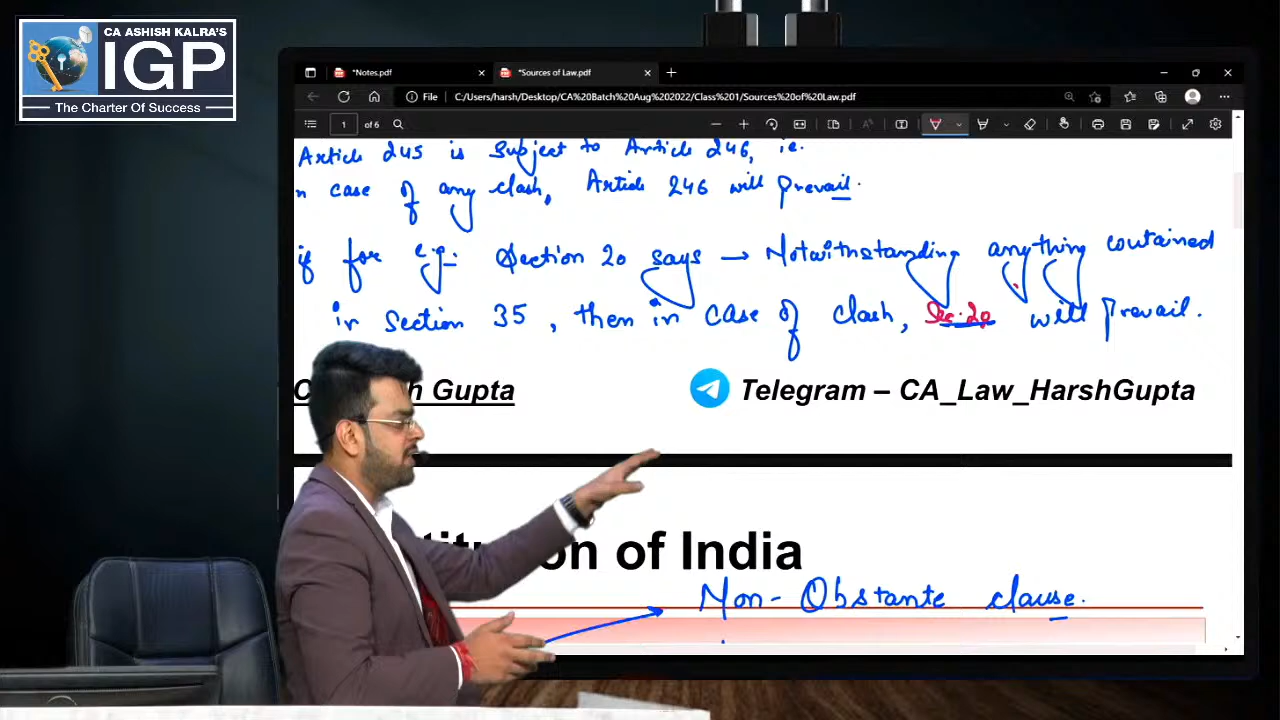 CA ASHISH KALRA'S
IGP
The Charter Of Success
*Notes.pdf
*Sources of Law.pdf
File C:/Users/harsh/Desktop/CA%20Batch%20Aug%202022/Class%201/Sources%20of%20Law.pdf
1 of 6
Article 245 is Subject to Article 246, i.e.
n case of any clash, Article 246 will prevail.
if for e.g.: Section 20 says → Notwithstanding anything contained
in Section 35, then in case of clash, Sec. 20 will prevail.
C h Gupta
Telegram – CA_Law_HarshGupta
titution of India
Non-Obstante clause.